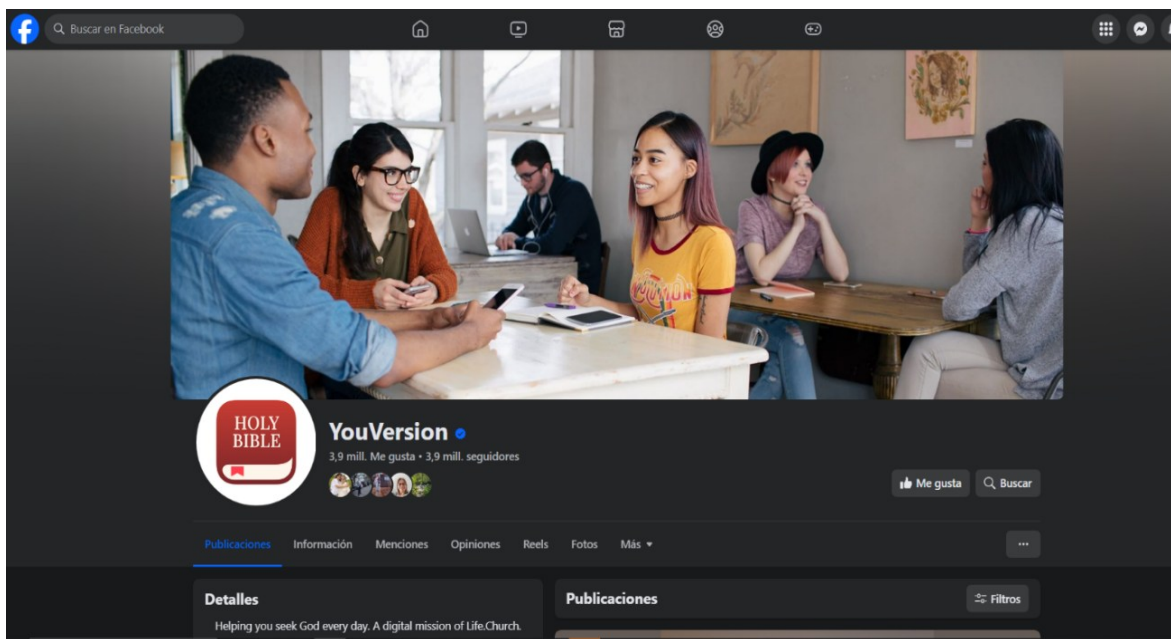 Buscar en Facebook
HOLY
BIBLE
YouVersion
3,9 mill. Me gusta • 3,9 mill. seguidores
Me gusta
Buscar
Publicaciones
Información
Menciones
Opiniones
Reels
Fotos
Más
Detalles
Helping you seek God every day. A digital mission of Life.Church.
Publicaciones
Filtros